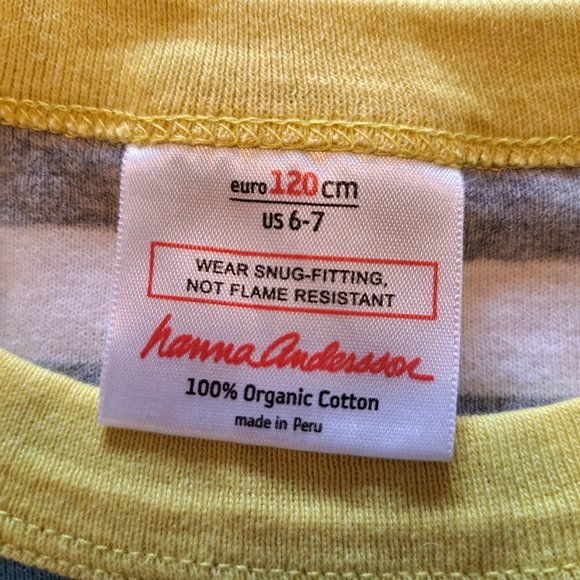 euro 120 cm
US 6-7
WEAR SNUG-FITTING,
NOT FLAME RESISTANT
hanna andersson
100% Organic Cotton
made in Peru